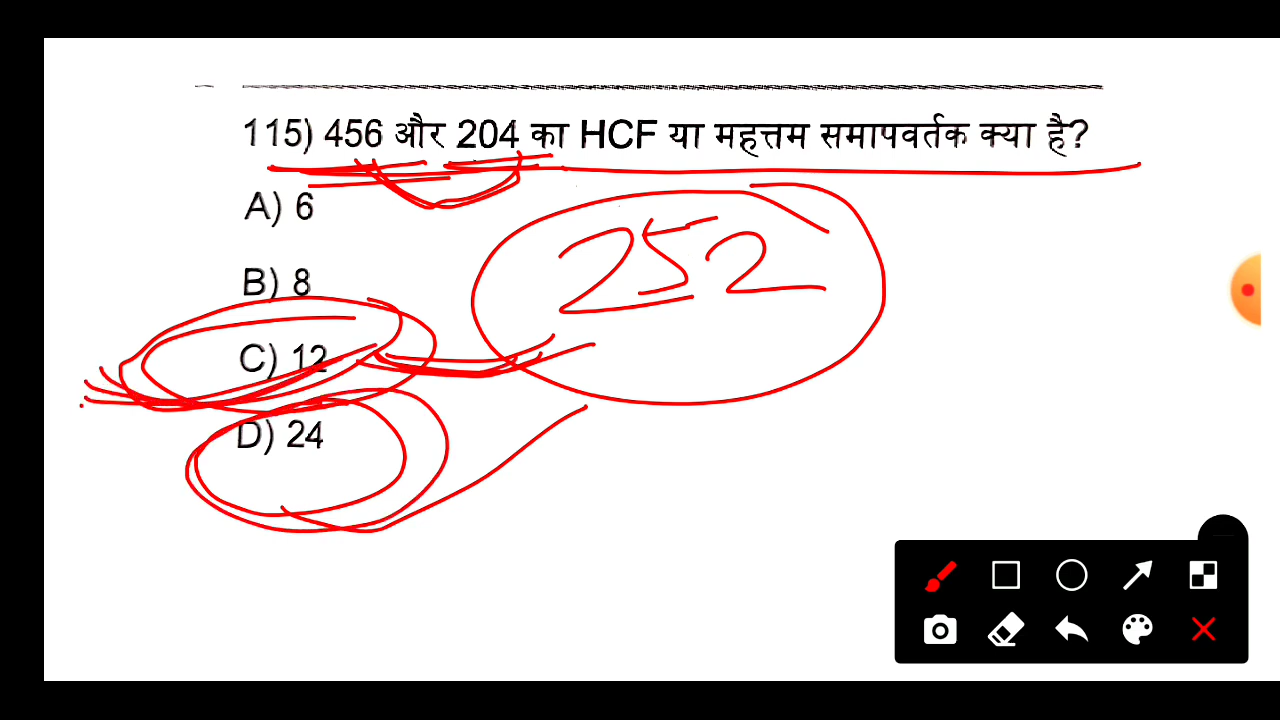 115) 456 और 204 का HCF या महत्तम समापवर्तक क्या है?
A) 6
252
B) 8
C) 12
D) 24